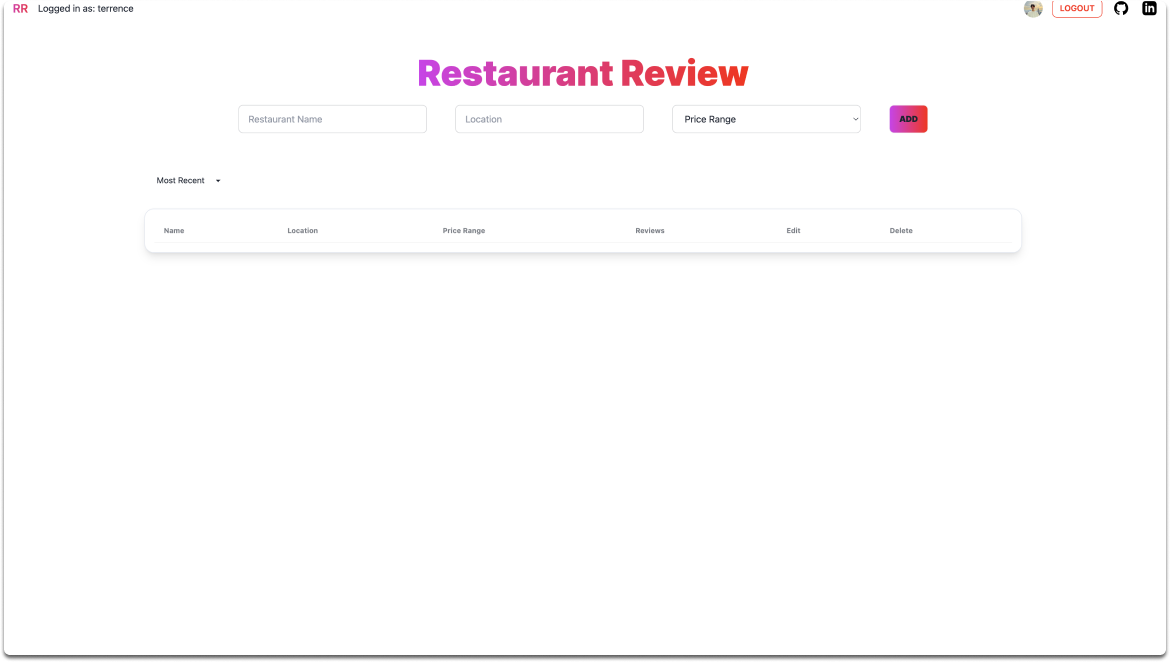 RR Logged in as: terrence LOGOUT
Restaurant Review
Restaurant Name Location Price Range ADD
Most Recent
Name Location Price Range Reviews Edit Delete